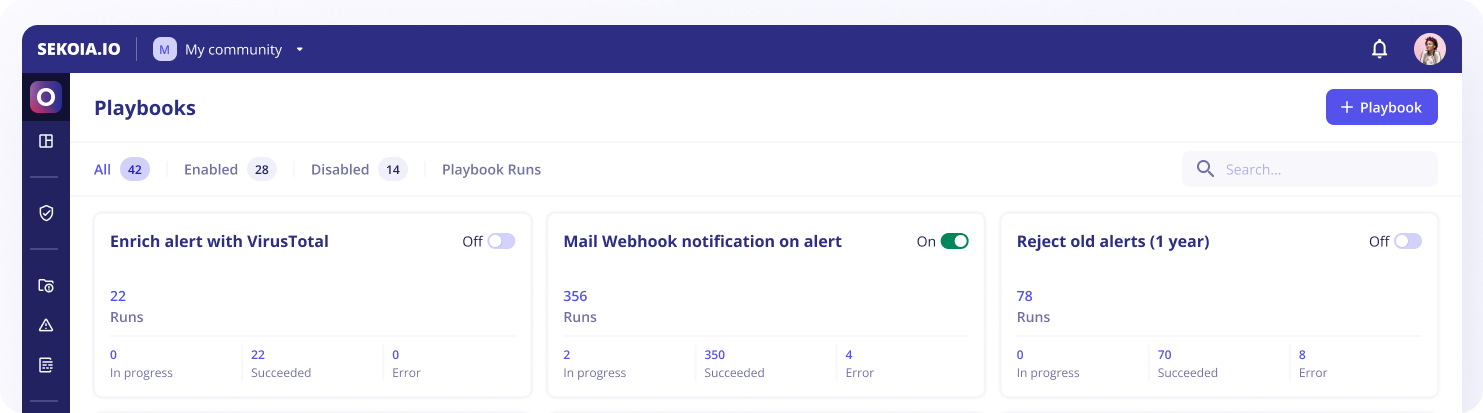 SEKOIA.IO M My community
Playbooks + Playbook
All 42 Enabled 28 Disabled 14 Playbook Runs Search...
Enrich alert with VirusTotal Off
22
Runs
0 22 0
In progress Succeeded Error
Mail Webhook notification on alert On
356
Runs
2 350 4
In progress Succeeded Error
Reject old alerts (1 year) Off
78
Runs
0 70 8
In progress Succeeded Error